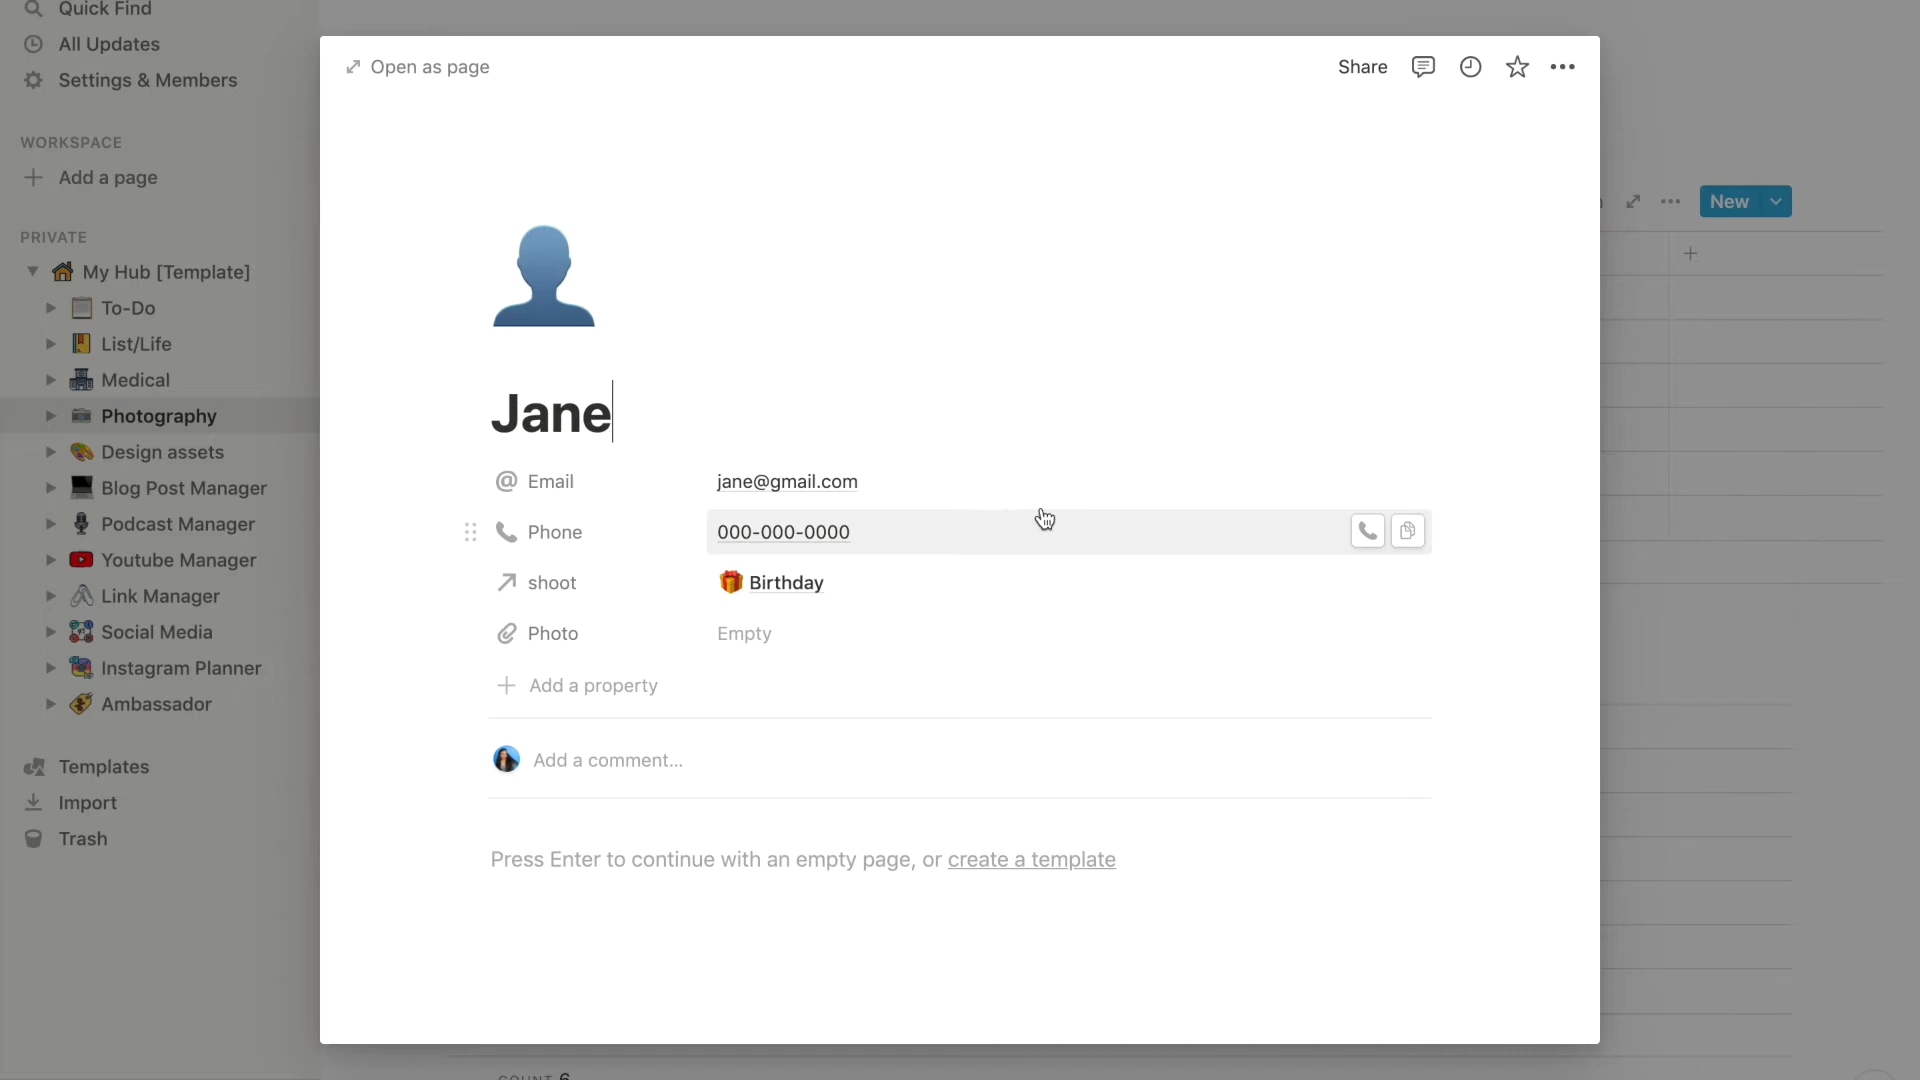 Quick Find
All Updates
Settings & Members
WORKSPACE
Add a page
PRIVATE
My Hub [Template]
To-Do
List/Life
Medical
Photography
Design assets
Blog Post Manager
Podcast Manager
Youtube Manager
Link Manager
Social Media
Instagram Planner
Ambassador
Templates
Import
Trash
Open as page
Share
Jane
Email jane@gmail.com
Phone 000-000-0000
shoot Birthday
Photo Empty
Add a property
Add a comment...
Press Enter to continue with an empty page, or create a template
New
COUNT 6